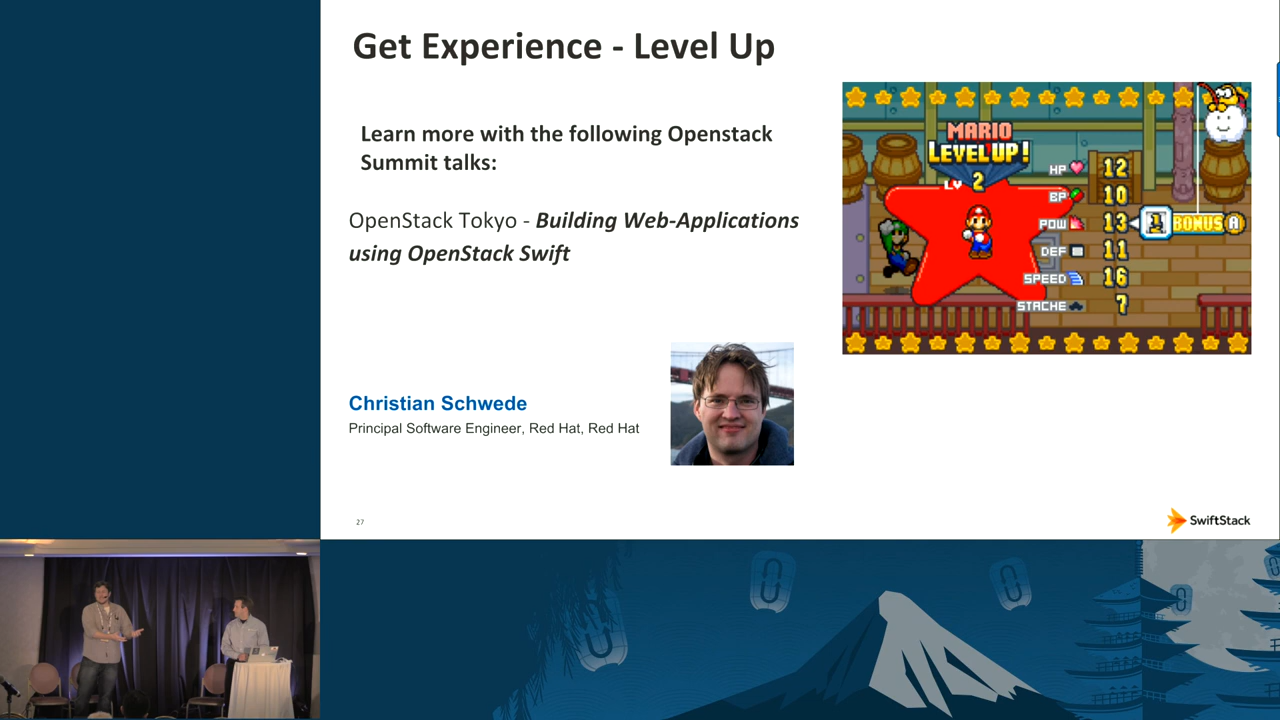 Get Experience - Level Up
Learn more with the following Openstack
Summit talks:
OpenStack Tokyo - Building Web-Applications
using OpenStack Swift
Christian Schwede
Principal Software Engineer, Red Hat, Red Hat
MARIO
LEVEL UP!
LV 2
HP 12
BP 10
POW 13
BONUS A
DEF 11
SPEED 16
STACHE 7
27
SwiftStack